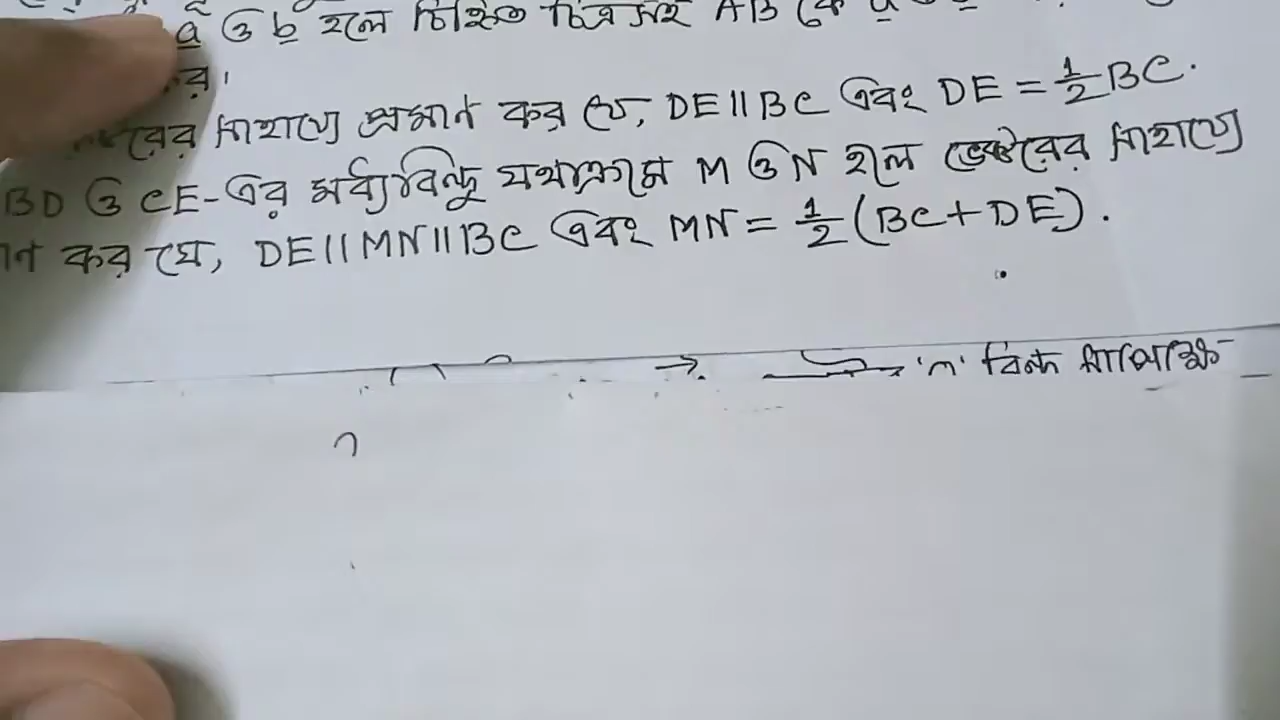 a ও b হলে চিহ্নিত চিত্রসহ AB কে a
র।
রের সাহায্যে প্রমাণ কর যে, DE || BC এবং DE = 1/2 BC.
BD ও CE-এর মধ্যবিন্দু যথাক্রমে M ও N হলে ভেক্টরের সাহায্যে
ণ কর যে, DE || MN || BC এবং MN = 1/2 (BC + DE).